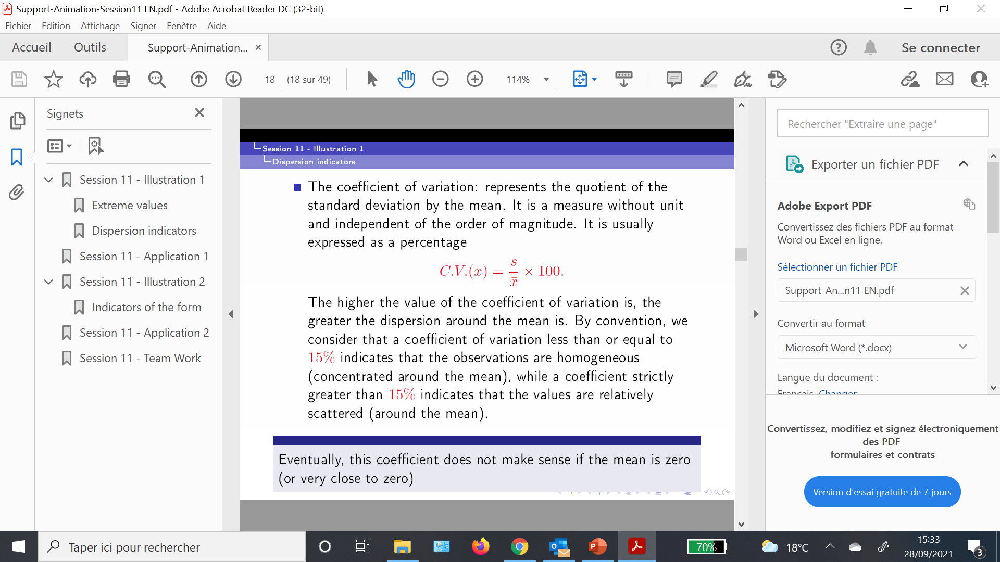 Support-Animation-Session11 EN.pdf - Adobe Acrobat Reader DC (32-bit)
Fichier Edition Affichage Signer Fenêtre Aide
Accueil Outils Support-Animation... × Se connecter
18 (18 sur 49) 114%
Signets
Session 11 - Illustration 1
Extreme values
Dispersion indicators
Session 11 - Application 1
Session 11 - Illustration 2
Indicators of the form
Session 11 - Application 2
Session 11 - Team Work
Session 11 - Illustration 1
Dispersion indicators
The coefficient of variation: represents the quotient of the
standard deviation by the mean. It is a measure without unit
and independent of the order of magnitude. It is usually
expressed as a percentage
C.V.(x) = s/x̄ × 100.
The higher the value of the coefficient of variation is, the
greater the dispersion around the mean is. By convention, we
consider that a coefficient of variation less than or equal to
15% indicates that the observations are homogeneous
(concentrated around the mean), while a coefficient strictly
greater than 15% indicates that the values are relatively
scattered (around the mean).
Eventually, this coefficient does not make sense if the mean is zero
(or very close to zero)
Rechercher "Extraire une page"
Exporter un fichier PDF
Adobe Export PDF
Convertissez des fichiers PDF au format
Word ou Excel en ligne.
Sélectionner un fichier PDF
Support-An...n11 EN.pdf
Convertir au format
Microsoft Word (*.docx)
Langue du document :
Français Changer
Convertissez, modifiez et signez électroniquement
des PDF
formulaires et contrats
Version d'essai gratuite de 7 jours
Taper ici pour rechercher
70%
18°C
15:33
28/09/2021
3